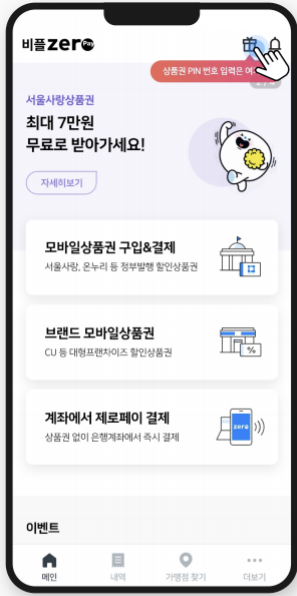 비플 zero Pay
상품권 PIN 번호 입력은 여
서울사랑상품권
최대 7만원
무료로 받아가세요!
자세히보기
모바일상품권 구입&결제
서울사랑, 온누리 등 정부발행 할인상품권
브랜드 모바일상품권
CU 등 대형프랜차이즈 할인상품권
%
계좌에서 제로페이 결제
상품권 없이 은행계좌에서 즉시 결제
zero
이벤트
메인
내역
가맹점 찾기
더보기